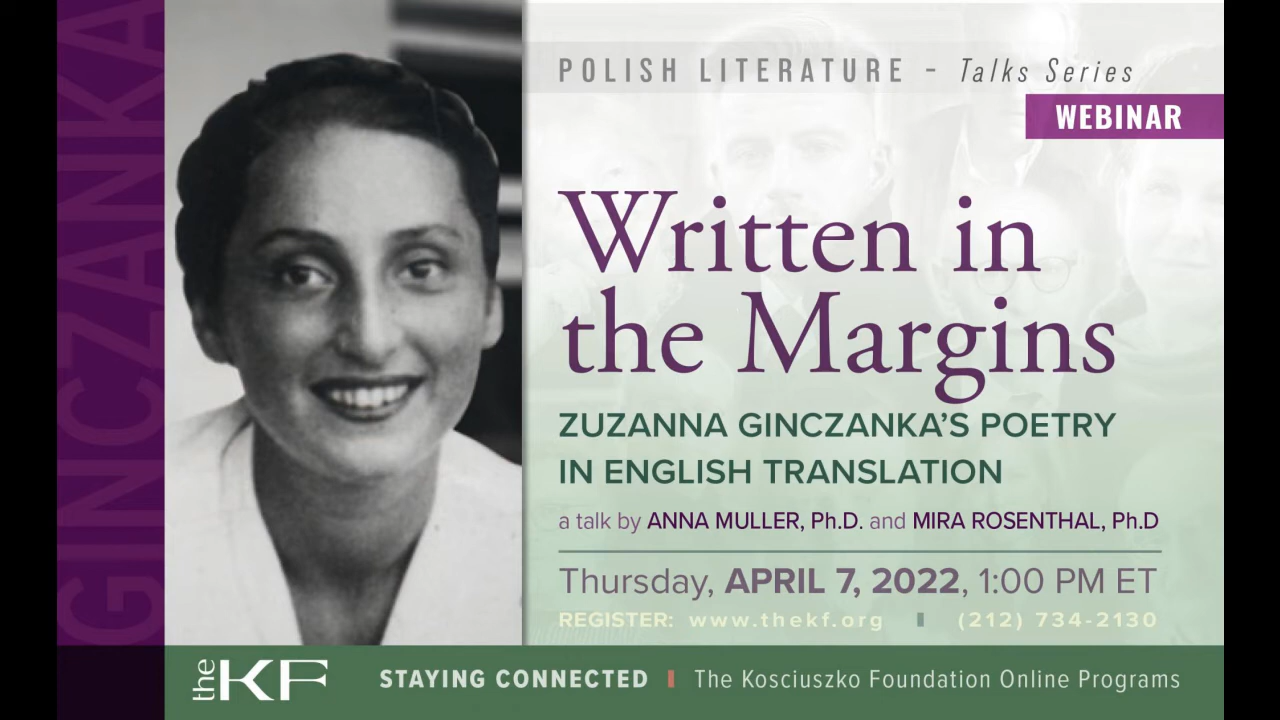 GINCZANKA
POLISH LITERATURE - Talks Series
WEBINAR
Written in
the Margins
ZUZANNA GINCZANKA'S POETRY
IN ENGLISH TRANSLATION
a talk by ANNA MULLER, Ph.D. and MIRA ROSENTHAL, Ph.D
Thursday, APRIL 7, 2022, 1:00 PM ET
REGISTER: www.thekf.org ▮ (212) 734-2130
the KF STAYING CONNECTED ▮ The Kosciuszko Foundation Online Programs